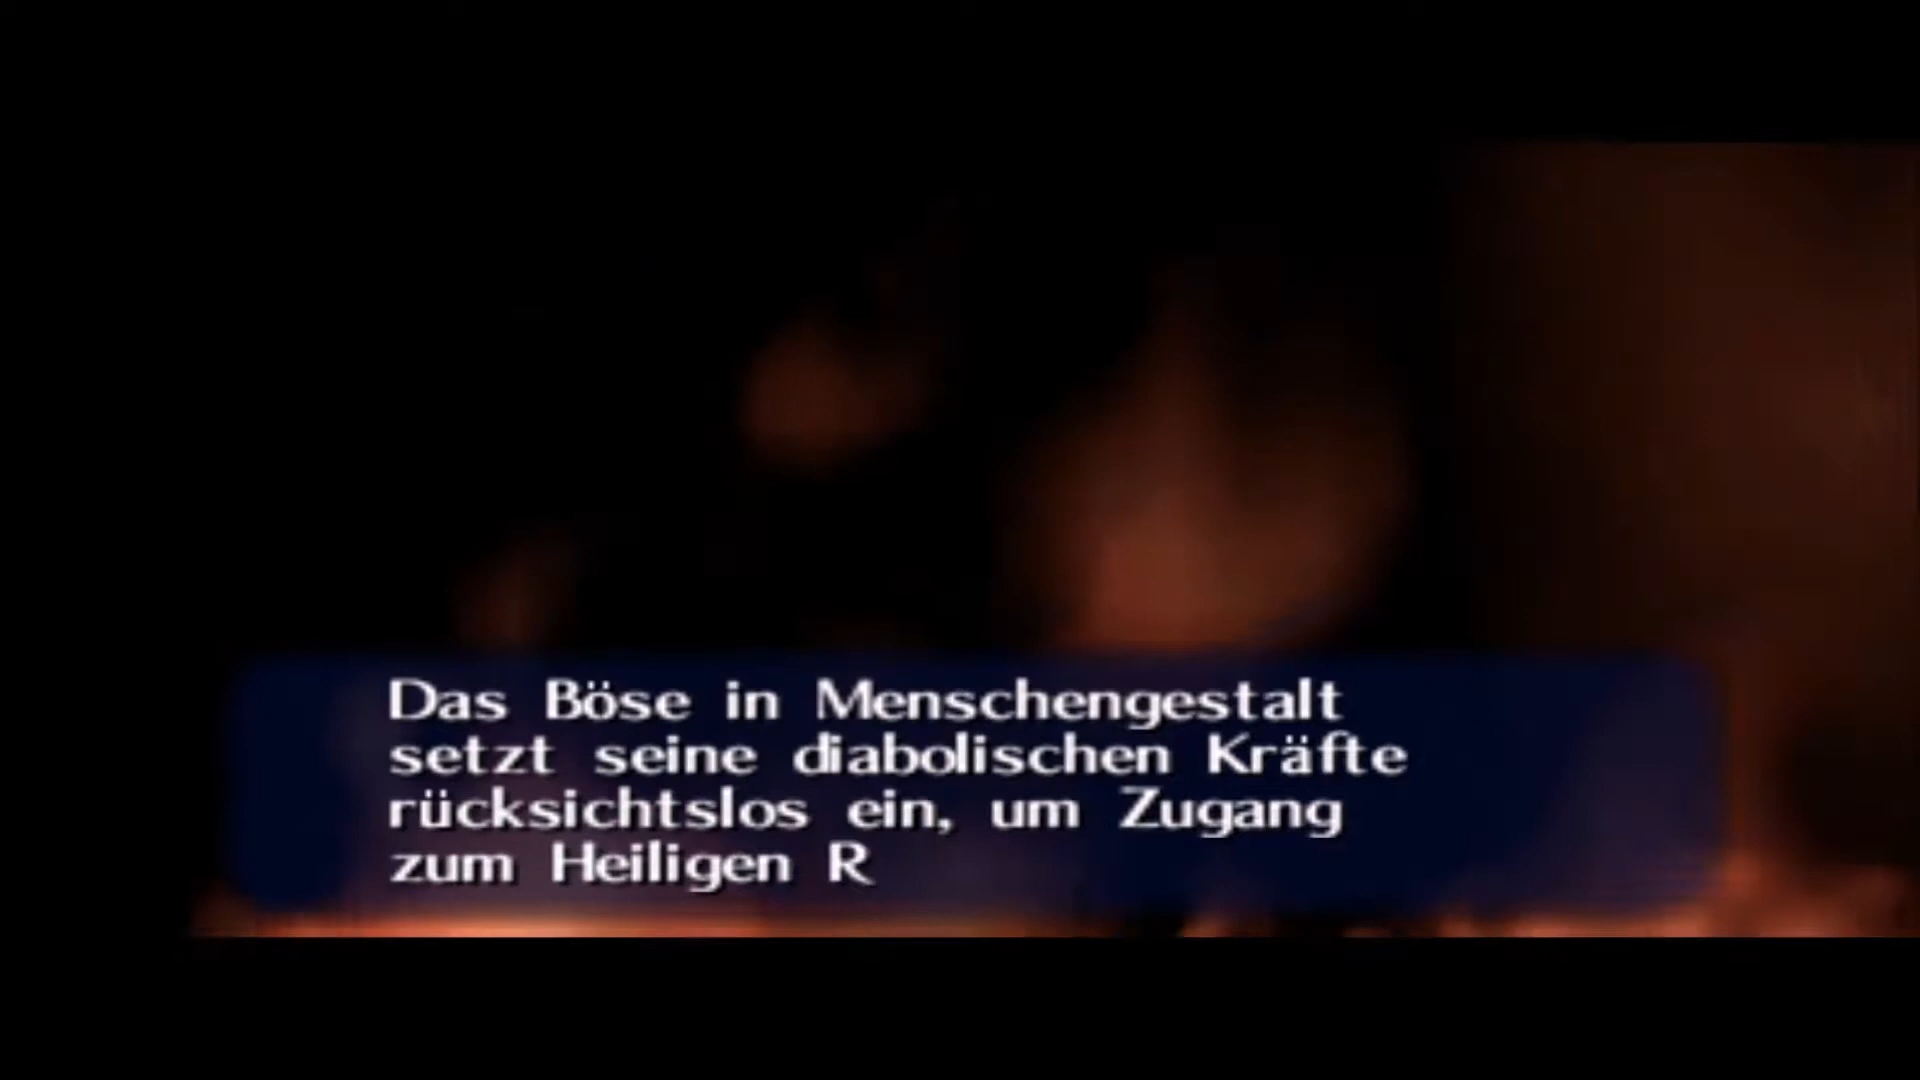 Das Böse in Menschengestalt
setzt seine diabolischen Kräfte
rücksichtslos ein, um Zugang
zum Heiligen R